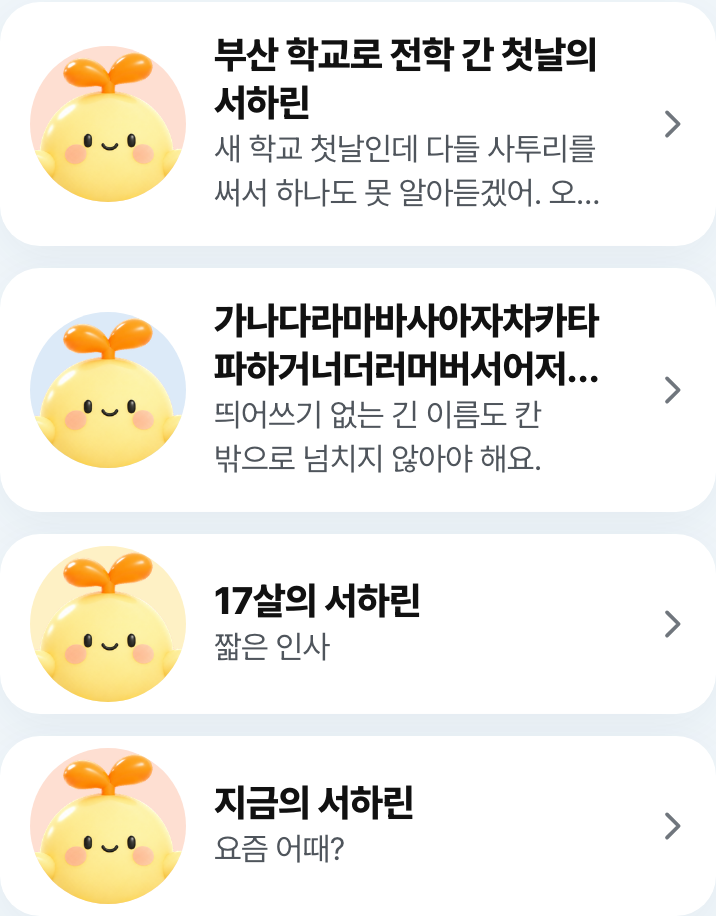 부산 학교로 전학 간 첫날의
서하린
새 학교 첫날인데 다들 사투리를
써서 하나도 못 알아듣겠어. 오...
가나다라마바사아자차카타
파하거너더러머버서어저...
띄어쓰기 없는 긴 이름도 칸
밖으로 넘치지 않아야 해요.
17살의 서하린
짧은 인사
지금의 서하린
요즘 어때?